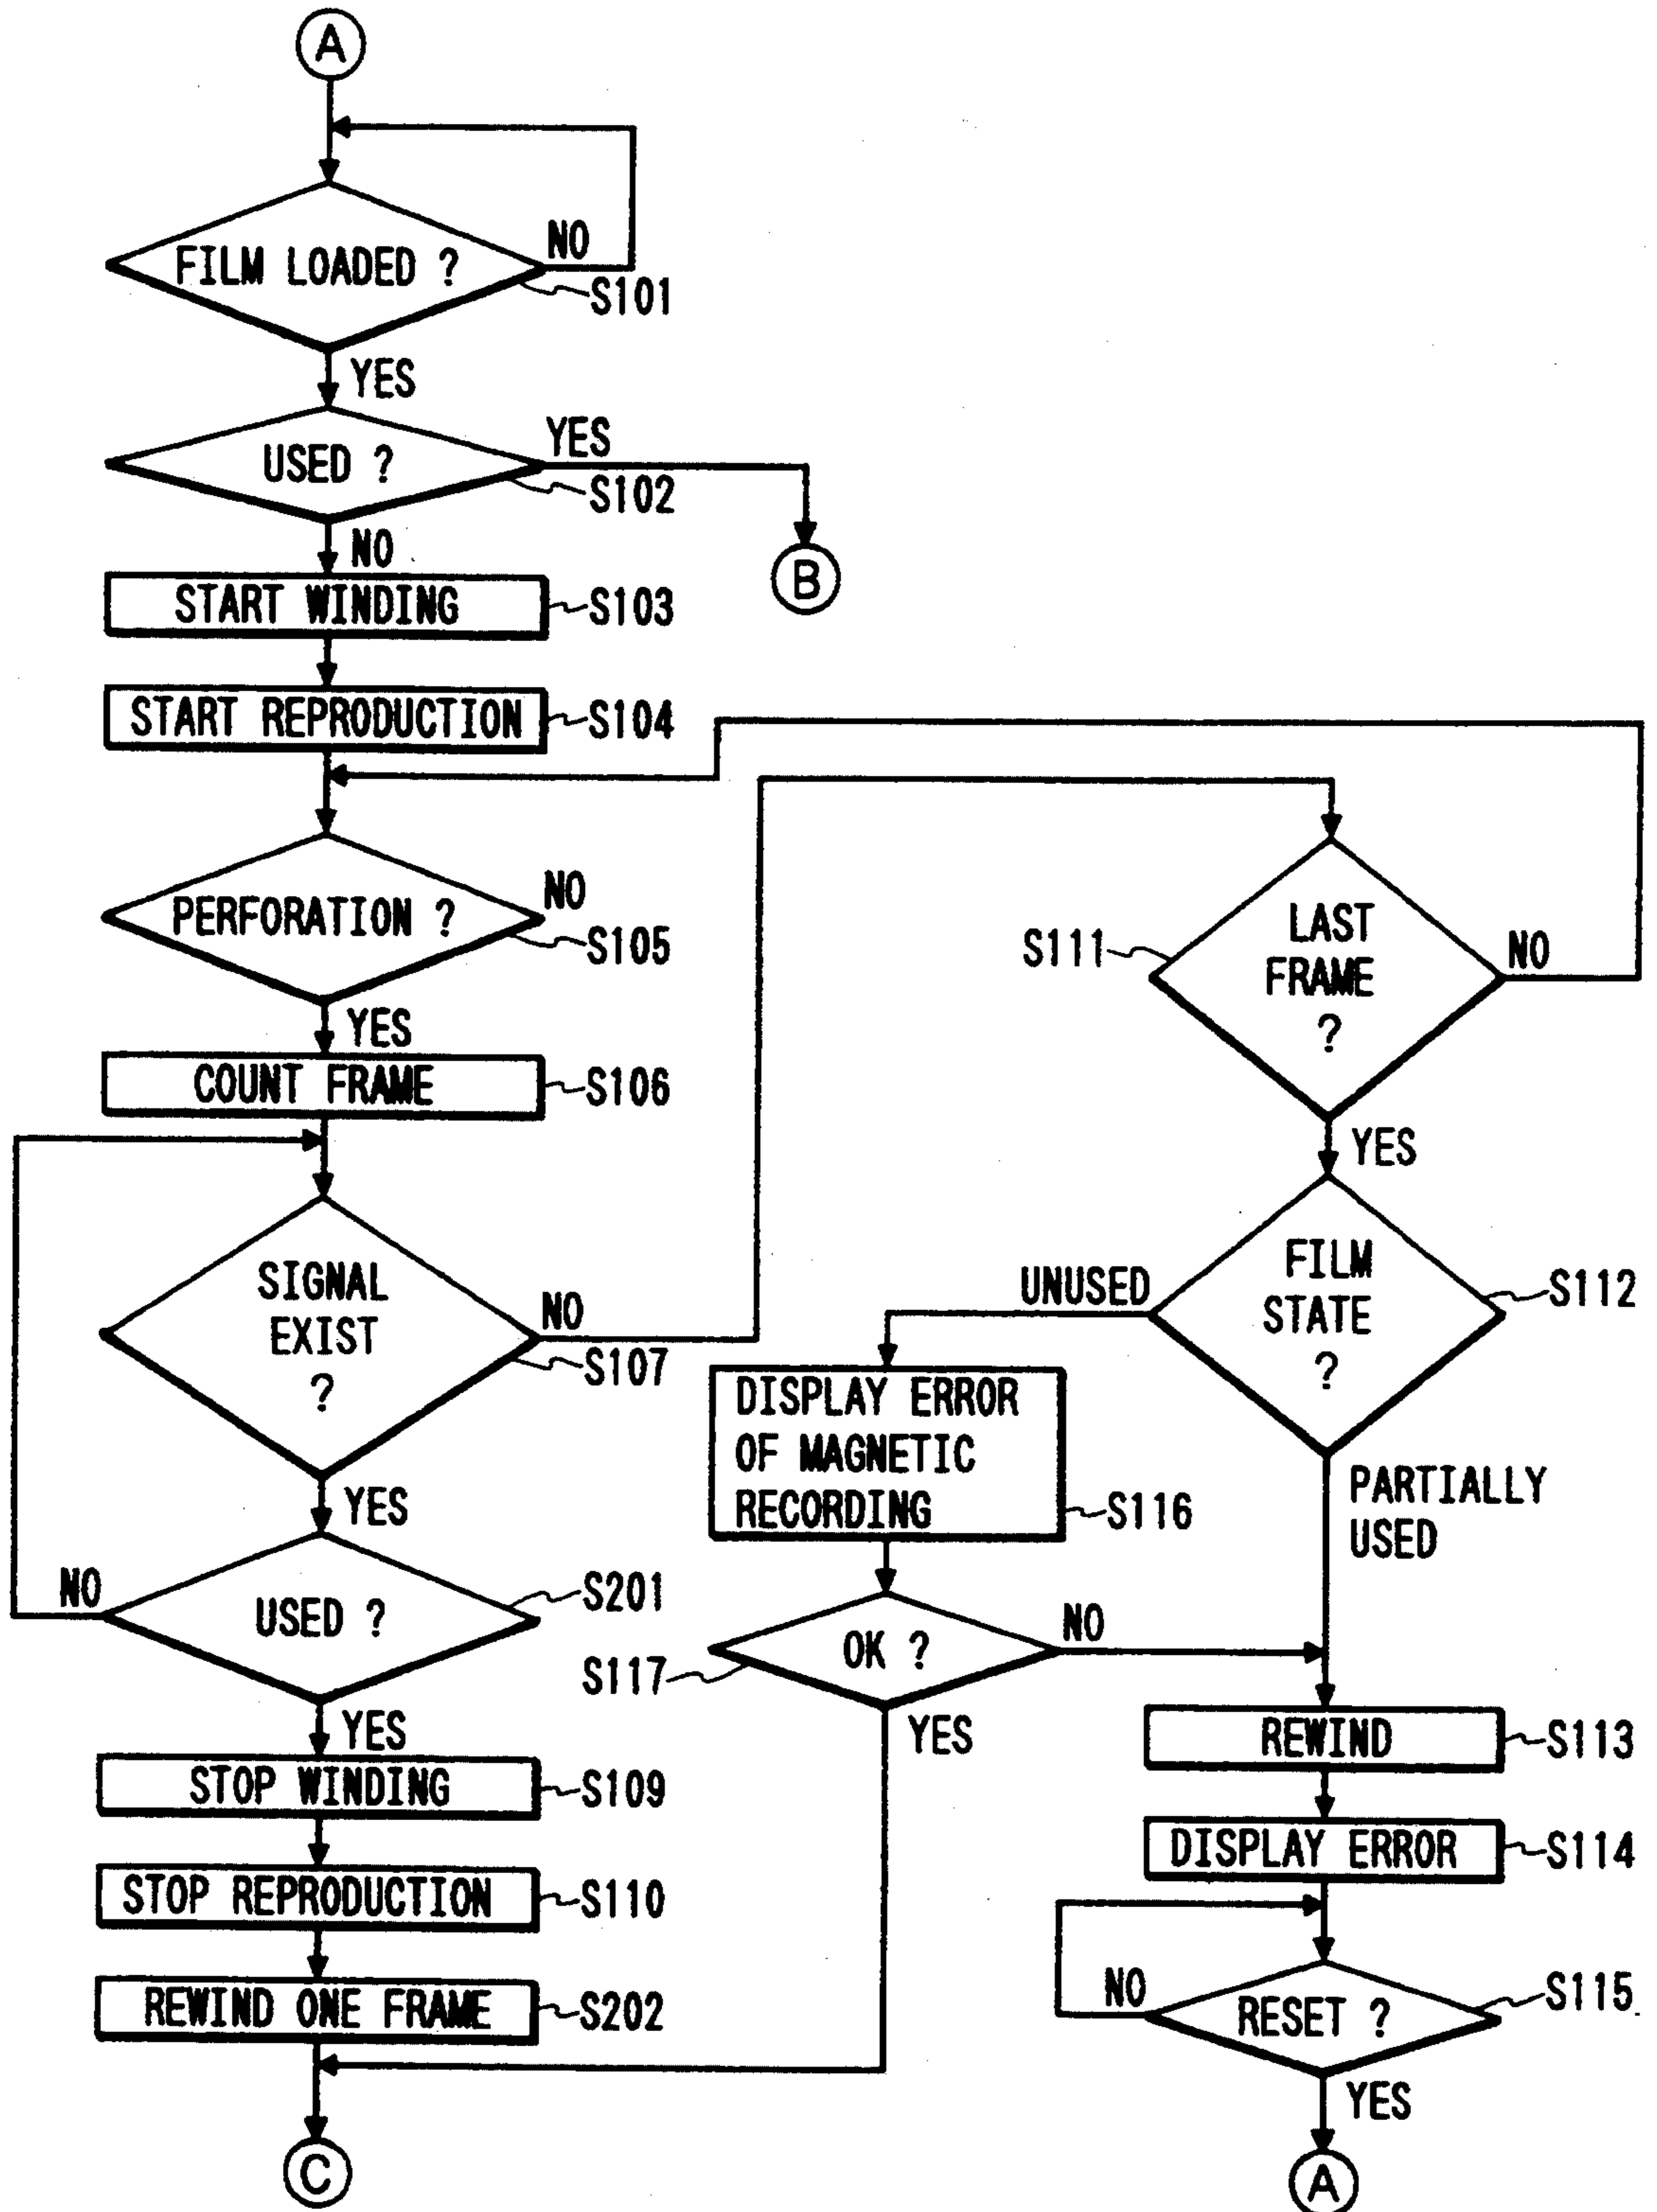 A
FILM LOADED ?
NO
S101
YES
USED ?
YES
S102
B
NO
START WINDING
S103
START REPRODUCTION
S104
PERFORATION ?
NO
S105
YES
COUNT FRAME
S106
SIGNAL
EXIST
?
NO
S107
YES
USED ?
NO
S201
YES
STOP WINDING
S109
STOP REPRODUCTION
S110
REWIND ONE FRAME
S202
C
LAST
FRAME
?
S111
NO
YES
FILM
STATE
?
S112
UNUSED
PARTIALLY
USED
DISPLAY ERROR
OF MAGNETIC
RECORDING
S116
OK ?
NO
S117
YES
REWIND
S113
DISPLAY ERROR
S114
RESET ?
NO
S115
YES
A